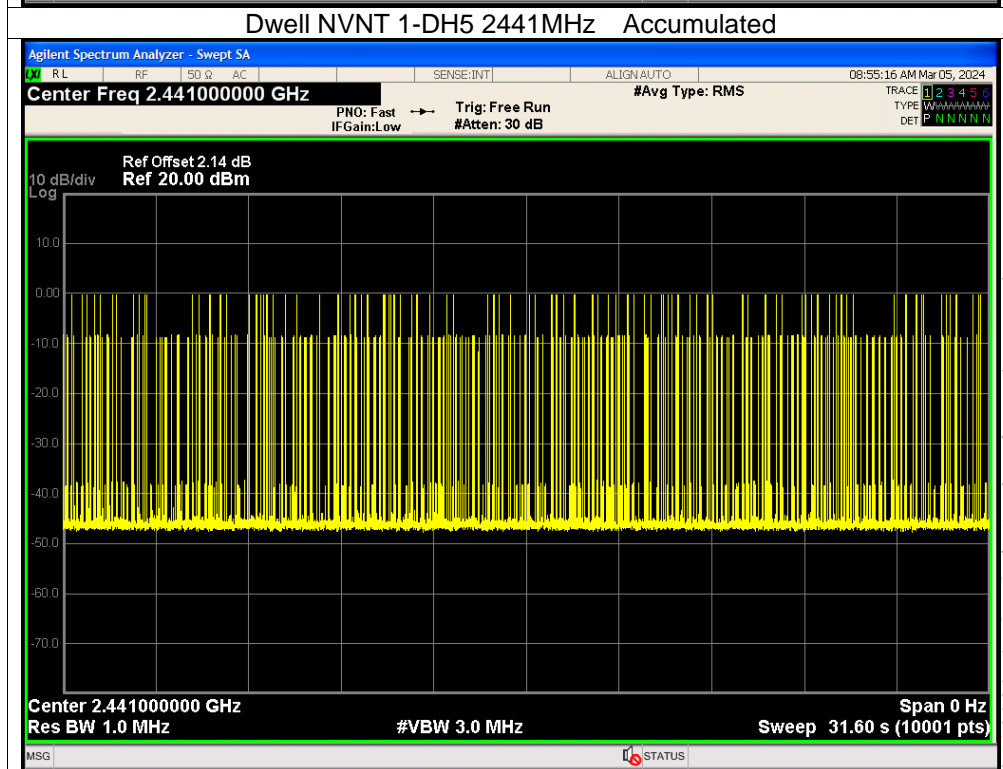 Dwell NVNT 1-DH5 2441MHz Accumulated
Agilent Spectrum Analyzer - Swept SA
LXI RL RF 50 Ω AC SENSE:INT ALIGN AUTO 08:55:16 AM Mar 05, 2024
Center Freq 2.441000000 GHz #Avg Type: RMS TRACE 1 2 3 4 5 6
PNO: Fast Trig: Free Run TYPE WWWWWW
IFGain:Low #Atten: 30 dB DET P N N N N N
Ref Offset 2.14 dB
10 dB/div Ref 20.00 dBm
Log
10.0
0.00
-10.0
-20.0
-30.0
-40.0
-50.0
-60.0
-70.0
Center 2.441000000 GHz Span 0 Hz
Res BW 1.0 MHz #VBW 3.0 MHz Sweep 31.60 s (10001 pts)
MSG STATUS